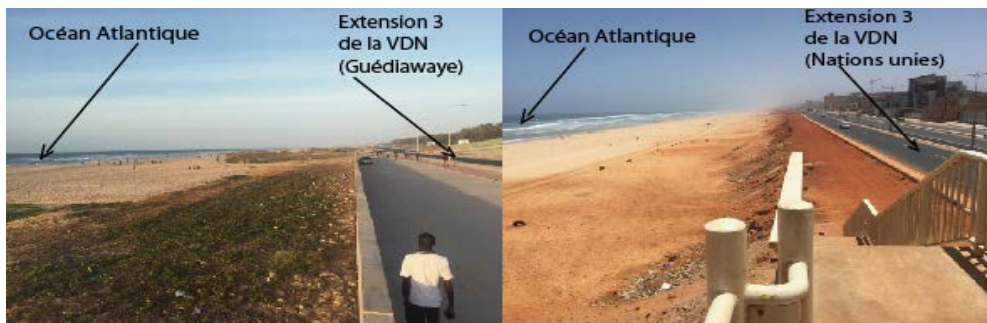 Océan Atlantique
Extension 3
de la VDN
(Guédiawaye)
Océan Atlantique
Extension 3
de la VDN
(Nations unies)